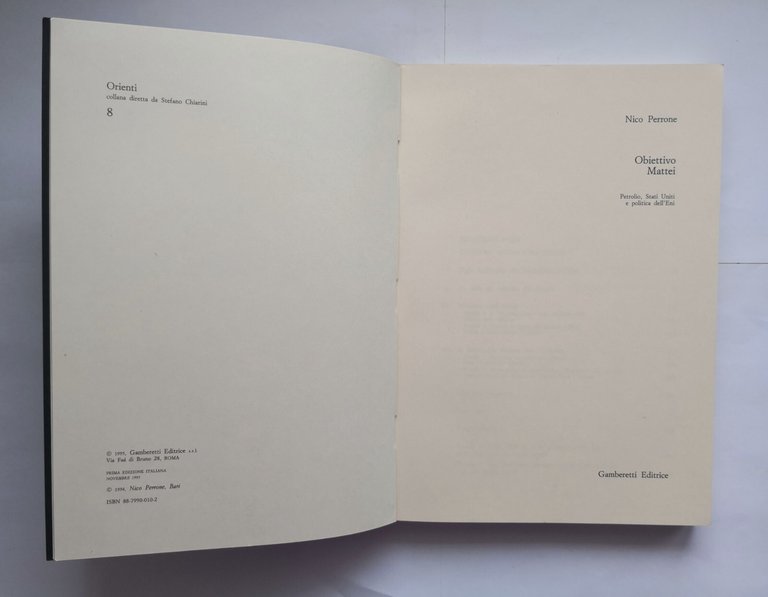 Orienti
collana diretta da Stefano Chiarini
8
© 1995, Gamberetti Editrice s.r.l
Via Faà di Bruno 28, ROMA
PRIMA EDIZIONE ITALIANA
NOVEMBRE 1995
© 1994, Nico Perrone, Bari
ISBN 88-7990-010-2
Nico Perrone
Obiettivo
Mattei
Petrolio, Stati Uniti
e politica dell'Eni
Gamberetti Editrice